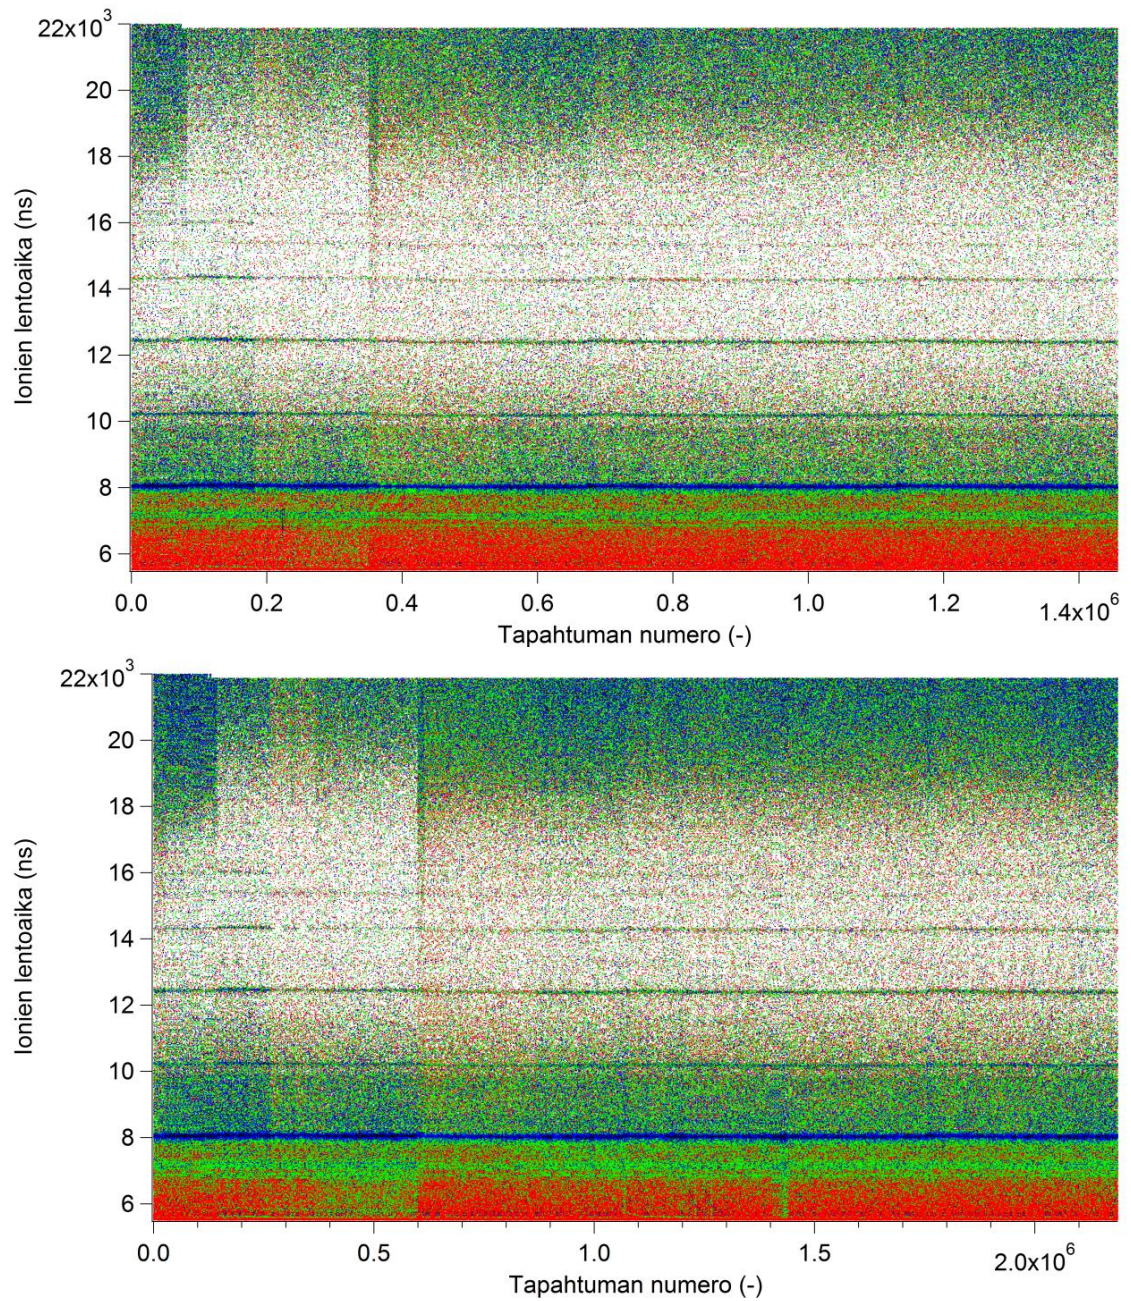 22x10³
20
18
16
14
12
10
8
6
Ionien lentoaika (ns)
0.0 0.2 0.4 0.6 0.8 1.0 1.2 1.4x10⁶
Tapahtuman numero (-)
22x10³
20
18
16
14
12
10
8
6
Ionien lentoaika (ns)
0.0 0.5 1.0 1.5 2.0x10⁶
Tapahtuman numero (-)